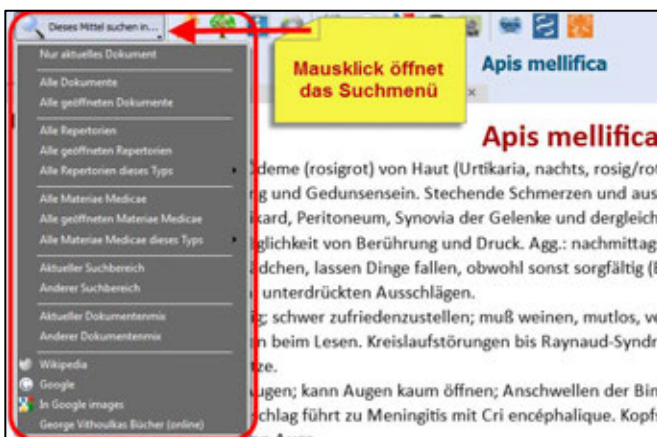 Dieses Mittel suchen in...
Nur aktuelles Dokument
Alle Dokumente
Alle geöffneten Dokumente
Alle Repertorien
Alle geöffneten Repertorien
Alle Repertorien dieses Typs
Alle Materiae Medicae
Alle geöffneten Materiae Medicae
Alle Materiae Medicae dieses Typs
Aktueller Suchbereich
Anderer Suchbereich
Aktueller Dokumentenmix
Anderer Dokumentenmix
Wikipedia
Google
In Google images
George Vithoulkas Bücher (online)
Mausklick öffnet
das Suchmenü
Apis mellifica
Apis mellifica
deme (rosigrot) von Haut (Urtikaria, nachts, rosig/rot
g und Gedunsensein. Stechende Schmerzen und aus
kard, Peritoneum, Synovia der Gelenke und dergleich
glichkeit von Berührung und Druck. Agg.: nachmittag
dchen, lassen Dinge fallen, obwohl sonst sorgfältig (
unterdrückten Ausschlägen.
ig; schwer zufriedenzustellen; muß weinen, mutlos, ve
n beim Lesen. Kreislaufstörungen bis Raynaud-Syndr
tze.
ugen; kann Augen kaum öffnen; Anschwellen der Bin
schlag führt zu Meningitis mit Cri encéphalique. Kopfs